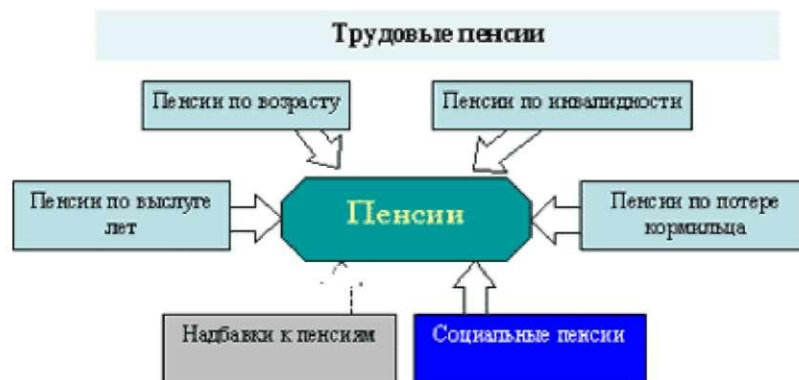 Трудовые пенсии
Пенсии по возрасту
Пенсии по инвалидности
Пенсии по выслуге
лет
Пенсии
Пенсии по потере
кормильца
Надбавки к пенсиям
Социальные пенсии